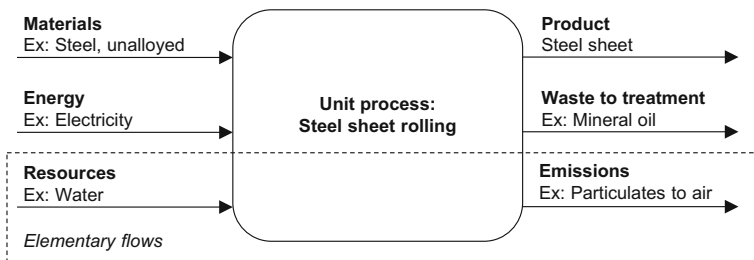 Materials
Ex: Steel, unalloyed
Energy
Ex: Electricity
Resources
Ex: Water
Elementary flows
Unit process:
Steel sheet rolling
Product
Steel sheet
Waste to treatment
Ex: Mineral oil
Emissions
Ex: Particulates to air